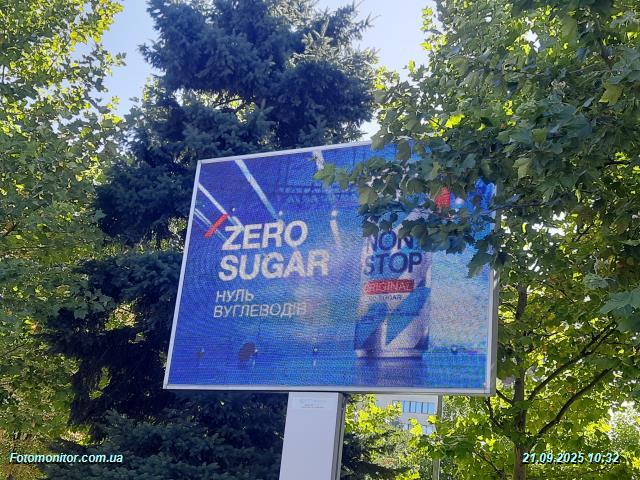 ZERO
SUGAR
НУЛЬ
ВУГЛЕВОДІВ
NON
STOP
ORIGINAL
Fotomonitor.com.ua
21.09.2025 10:32